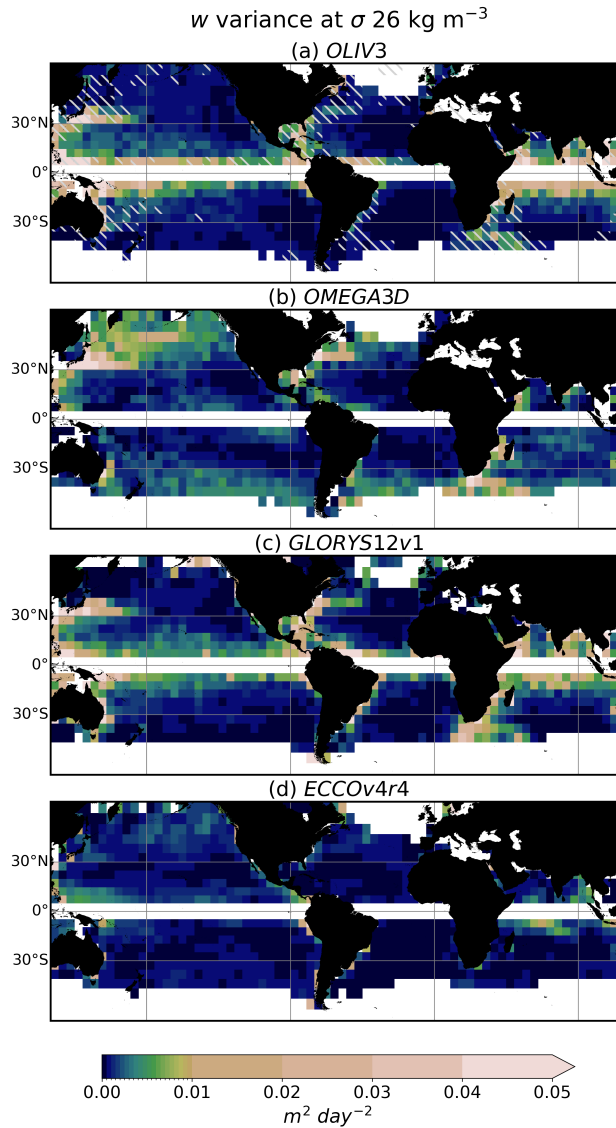 w variance at σ 26 kg m⁻³
(a) OLIV3
30°N
0°
30°S
(b) OMEGA3D
30°N
0°
30°S
(c) GLORYS12v1
30°N
0°
30°S
(d) ECCOv4r4
30°N
0°
30°S
0.00 0.01 0.02 0.03 0.04 0.05
m² day⁻²